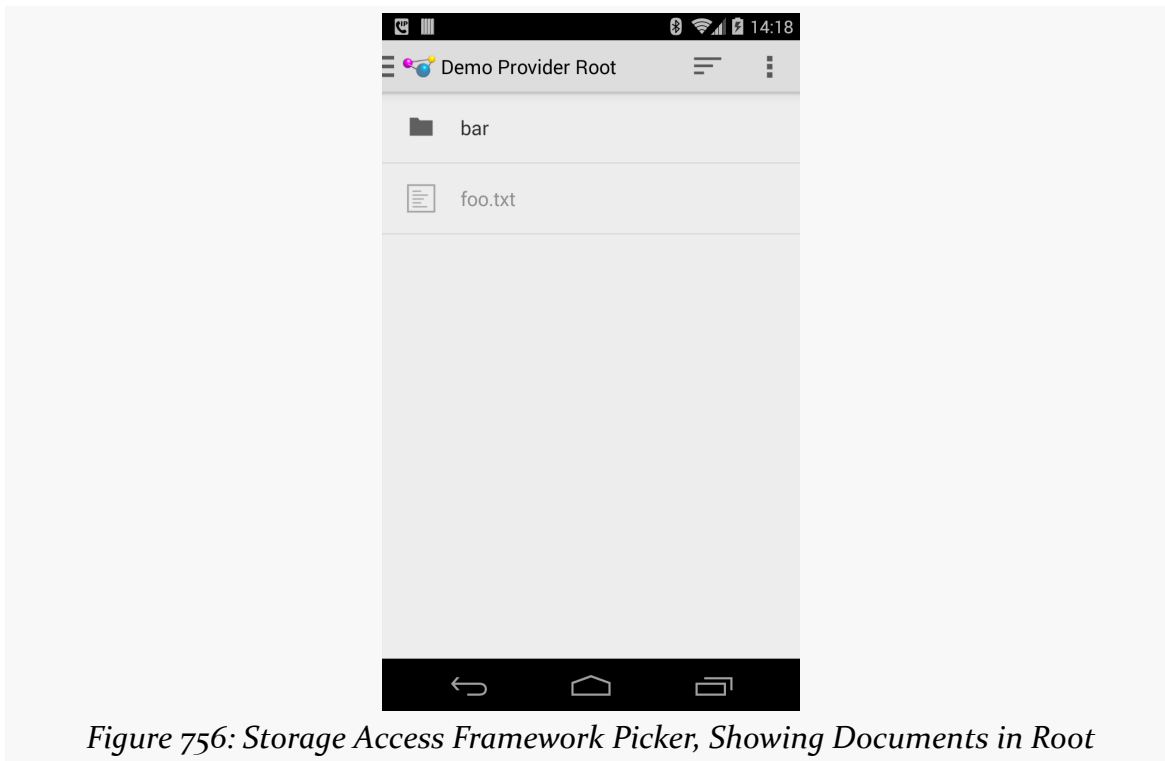 14:18
Demo Provider Root
bar
foo.txt
Figure 756: Storage Access Framework Picker, Showing Documents in Root